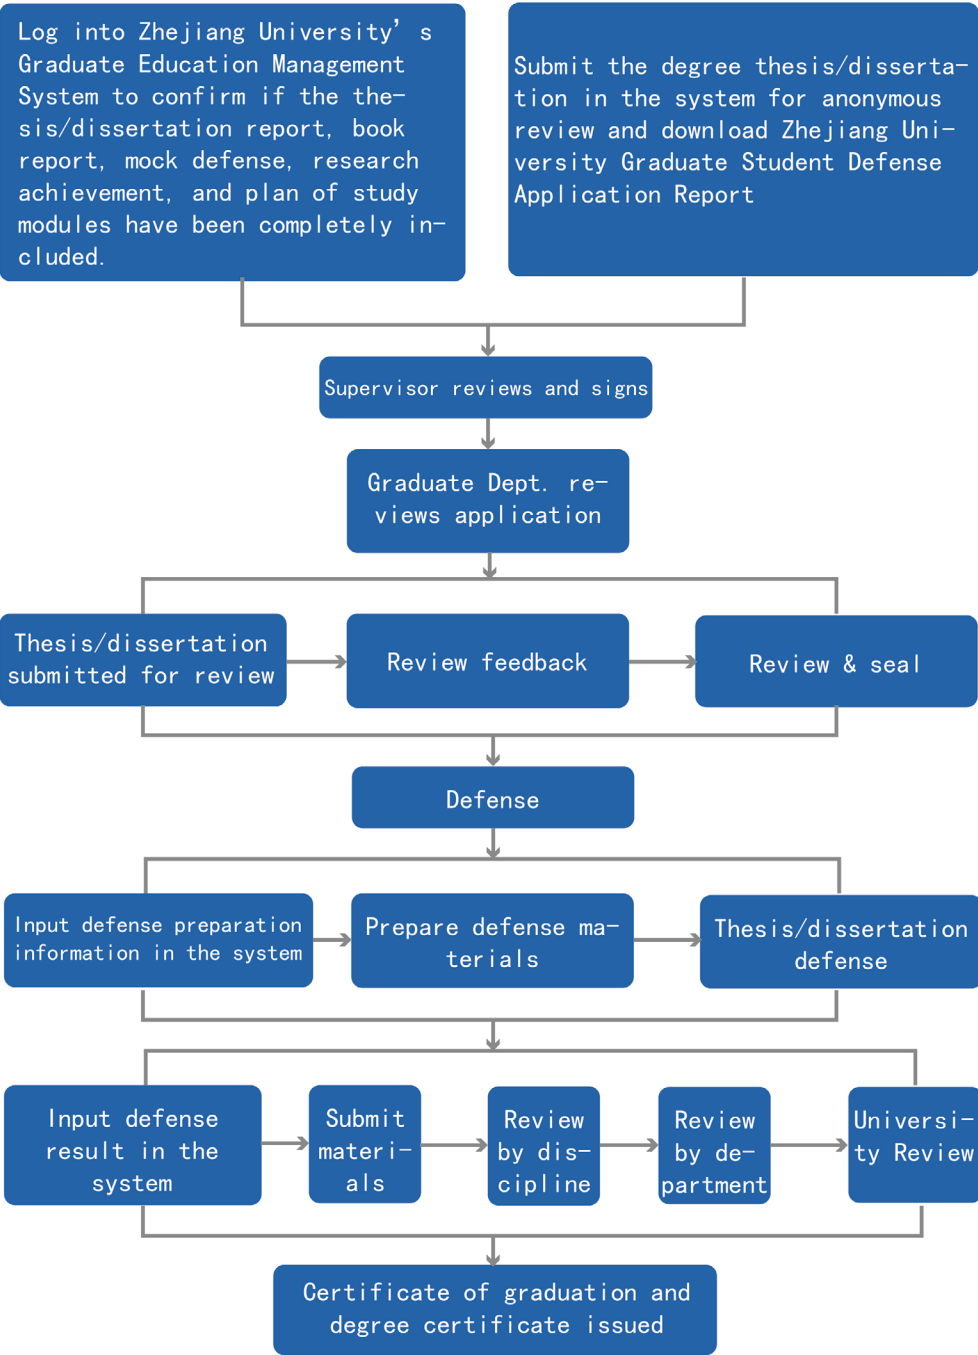 Log into Zhejiang University’s
Graduate Education Management
System to confirm if the the-
sis/dissertation report, book
report, mock defense, research
achievement, and plan of study
modules have been completely in-
cluded.
Submit the degree thesis/disserta-
tion in the system for anonymous
review and download Zhejiang Uni-
versity Graduate Student Defense
Application Report
Supervisor reviews and signs
Graduate Dept. re-
views application
Thesis/dissertation
submitted for review
Review feedback
Review & seal
Defense
Input defense preparation
information in the system
Prepare defense ma-
terials
Thesis/dissertation
defense
Input defense
result in the
system
Submit
materi-
als
Review
by dis-
cipline
Review
by de-
partment
Universi-
ty Review
Certificate of graduation and
degree certificate issued